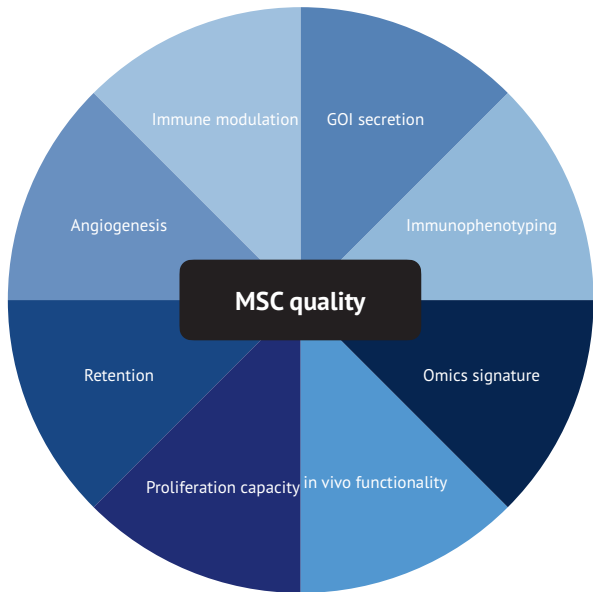 Immune modulation
GOI secretion
Angiogenesis
Immunophenotyping
MSC quality
Retention
Omics signature
Proliferation capacity
in vivo functionality